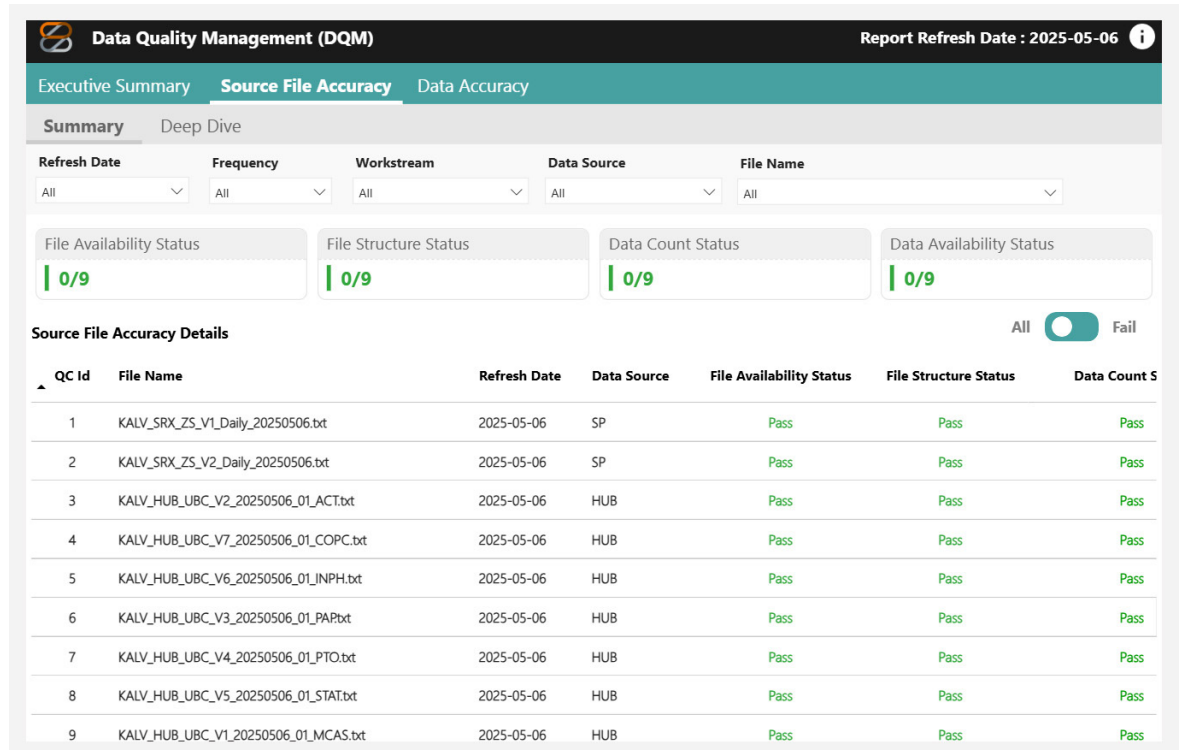 Data Quality Management (DQM) Report Refresh Date : 2025-05-06 i
Executive Summary Source File Accuracy Data Accuracy
Summary Deep Dive
Refresh Date Frequency Workstream Data Source File Name
All All All All All
File Availability Status File Structure Status Data Count Status Data Availability Status
0/9 0/9 0/9 0/9
Source File Accuracy Details All Fail
QC Id File Name Refresh Date Data Source File Availability Status File Structure Status Data Count S
1 KALV_SRX_ZS_V1_Daily_20250506.txt 2025-05-06 SP Pass Pass Pass
2 KALV_SRX_ZS_V2_Daily_20250506.txt 2025-05-06 SP Pass Pass Pass
3 KALV_HUB_UBC_V2_20250506_01_ACT.txt 2025-05-06 HUB Pass Pass Pass
4 KALV_HUB_UBC_V7_20250506_01_COPC.txt 2025-05-06 HUB Pass Pass Pass
5 KALV_HUB_UBC_V6_20250506_01_INPH.txt 2025-05-06 HUB Pass Pass Pass
6 KALV_HUB_UBC_V3_20250506_01_PAP.txt 2025-05-06 HUB Pass Pass Pass
7 KALV_HUB_UBC_V4_20250506_01_PTO.txt 2025-05-06 HUB Pass Pass Pass
8 KALV_HUB_UBC_V5_20250506_01_STAT.txt 2025-05-06 HUB Pass Pass Pass
9 KALV_HUB_UBC_V1_20250506_01_MCAS.txt 2025-05-06 HUB Pass Pass Pass